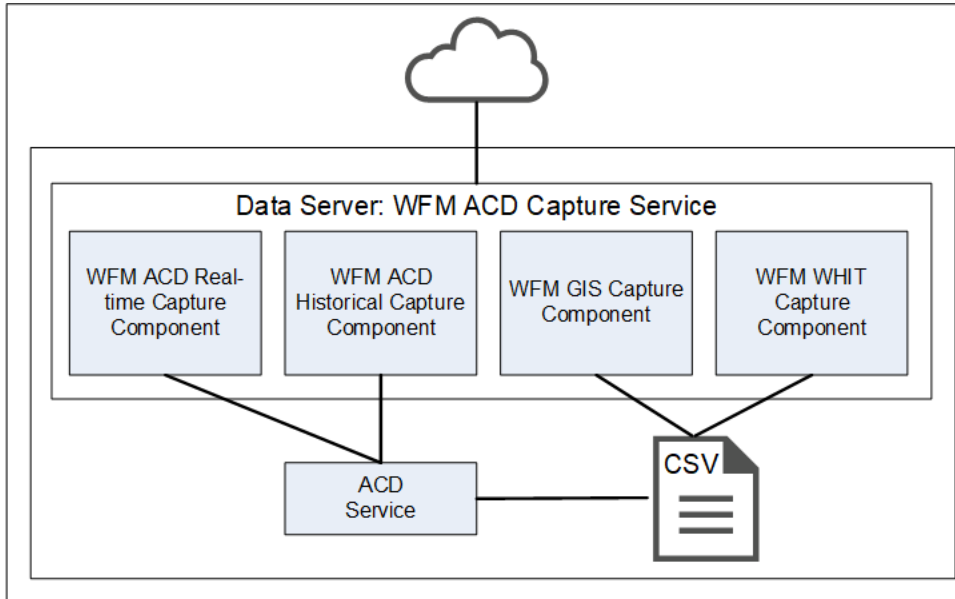 Data Server: WFM ACD Capture Service
WFM ACD Real-
time Capture
Component
WFM ACD
Historical Capture
Component
WFM GIS Capture
Component
WFM WHIT
Capture
Component
ACD
Service
CSV